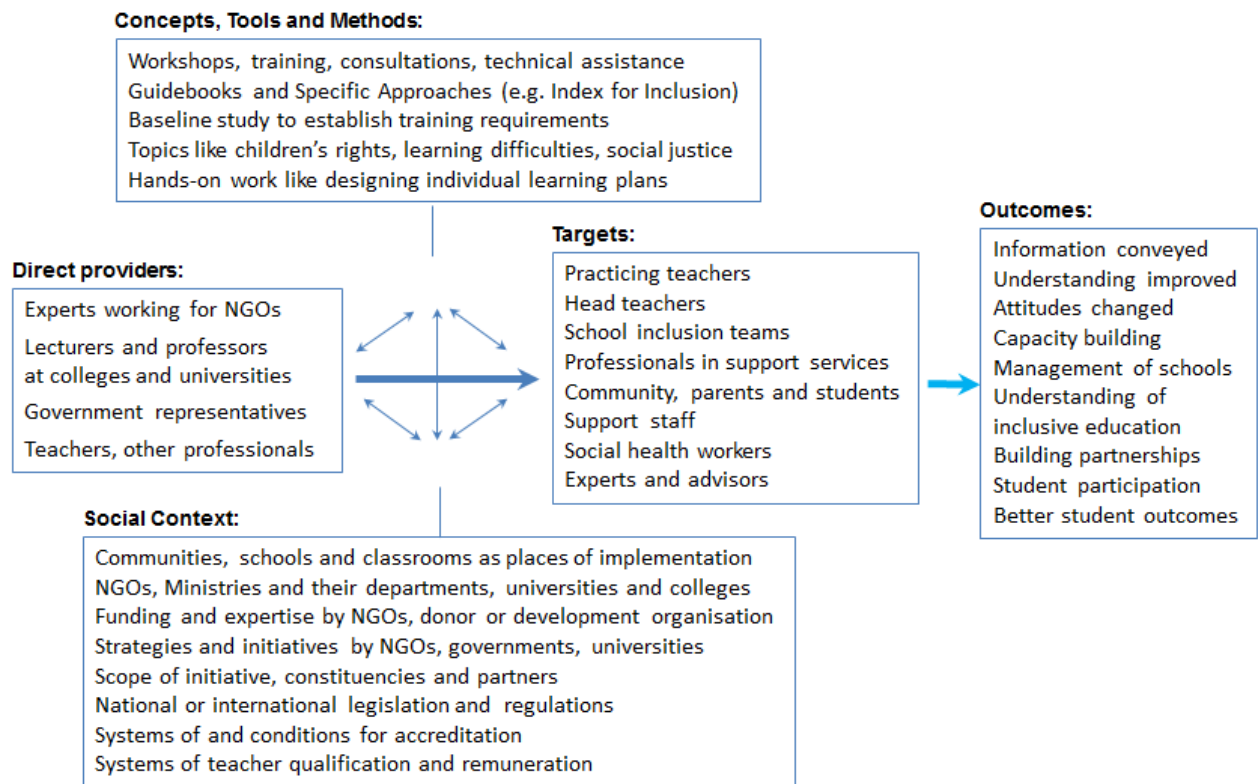 Concepts, Tools and Methods:
Workshops, training, consultations, technical assistance
Guidebooks and Specific Approaches (e.g. Index for Inclusion)
Baseline study to establish training requirements
Topics like children's rights, learning difficulties, social justice
Hands-on work like designing individual learning plans
Direct providers:
Experts working for NGOs
Lecturers and professors
at colleges and universities
Government representatives
Teachers, other professionals
Targets:
Practicing teachers
Head teachers
School inclusion teams
Professionals in support services
Community, parents and students
Support staff
Social health workers
Experts and advisors
Outcomes:
Information conveyed
Understanding improved
Attitudes changed
Capacity building
Management of schools
Understanding of
inclusive education
Building partnerships
Student participation
Better student outcomes
Social Context:
Communities, schools and classrooms as places of implementation
NGOs, Ministries and their departments, universities and colleges
Funding and expertise by NGOs, donor or development organisation
Strategies and initiatives by NGOs, governments, universities
Scope of initiative, constituencies and partners
National or international legislation and regulations
Systems of and conditions for accreditation
Systems of teacher qualification and remuneration